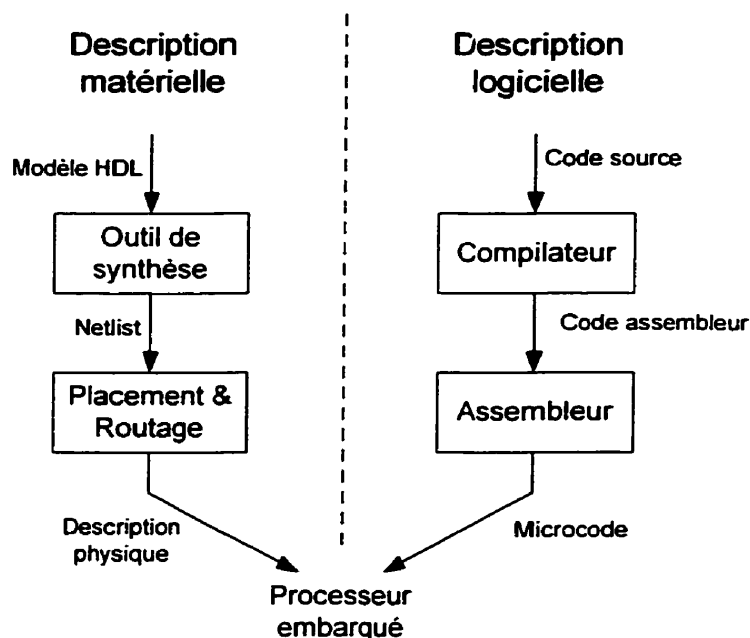 Description
matérielle
Modèle HDL
Outil de
synthèse
Netlist
Placement &
Routage
Description
physique
Description
logicielle
Code source
Compilateur
Code assembleur
Assembleur
Microcode
Processeur
embarqué